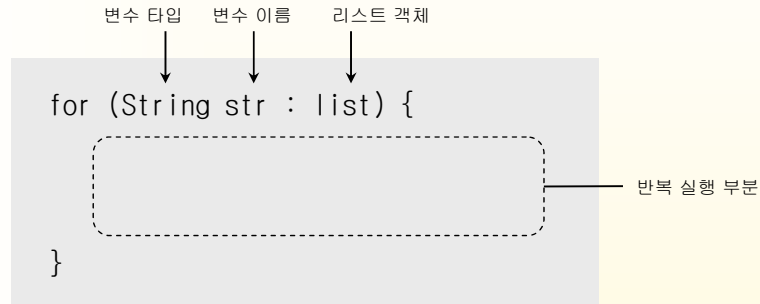 변수 타입 변수 이름 리스트 객체
for (String str : list) {
반복 실행 부분
}